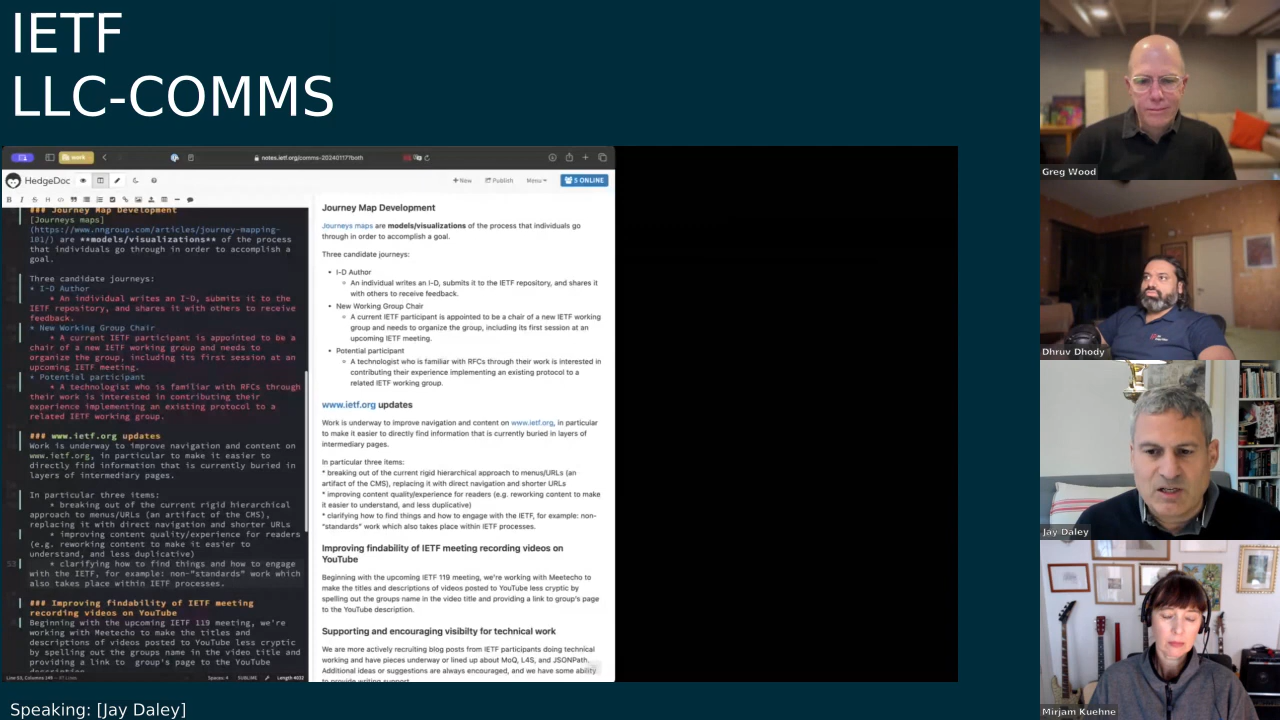 IETF
LLC-COMMS
work
notes.ietf.org/comms-20240117?both
HedgeDoc
New
Publish
Menu
5 ONLINE
### Journey Map Development
[Journeys maps]
(https://www.nngroup.com/articles/journey-mapping-
101/) are **models/visualizations** of the process
that individuals go through in order to accomplish a
goal.
Three candidate journeys:
* I-D Author
* An individual writes an I-D, submits it to the
IETF repository, and shares it with others to receive
feedback.
* New Working Group Chair
* A current IETF participant is appointed to be a
chair of a new IETF working group and needs to
organize the group, including its first session at an
upcoming IETF meeting.
* Potential participant
* A technologist who is familiar with RFCs through
their work is interested in contributing their
experience implementing an existing protocol to a
related IETF working group.
### www.ietf.org updates
Work is underway to improve navigation and content on
www.ietf.org, in particular to make it easier to
directly find information that is currently buried in
layers of intermediary pages.
In particular three items:
* breaking out of the current rigid hierarchical
approach to menus/URLs (an artifact of the CMS),
replacing it with direct navigation and shorter URLs
* improving content quality/experience for readers
(e.g. reworking content to make it easier to
understand, and less duplicative)
53
* clarifying how to find things and how to engage
with the IETF, for example: non-"standards" work which
also takes place within IETF processes.
### Improving findability of IETF meeting
recording videos on YouTube
Beginning with the upcoming IETF 119 meeting, we're
working with Meetecho to make the titles and
descriptions of videos posted to YouTube less cryptic
by spelling out the groups name in the video title and
providing a link to group's page to the YouTube
description.
Spaces: 4
SUBLIME
Length 4032
Journey Map Development
Journeys maps are models/visualizations of the process that individuals go
through in order to accomplish a goal.
Three candidate journeys:
• I-D Author
An individual writes an I-D, submits it to the IETF repository, and shares it
with others to receive feedback.
• New Working Group Chair
A current IETF participant is appointed to be a chair of a new IETF working
group and needs to organize the group, including its first session at an
upcoming IETF meeting.
• Potential participant
A technologist who is familiar with RFCs through their work is interested in
contributing their experience implementing an existing protocol to a
related IETF working group.
www.ietf.org updates
Work is underway to improve navigation and content on www.ietf.org, in particular
to make it easier to directly find information that is currently buried in layers of
intermediary pages.
In particular three items:
* breaking out of the current rigid hierarchical approach to menus/URLs (an
artifact of the CMS), replacing it with direct navigation and shorter URLs
* improving content quality/experience for readers (e.g. reworking content to make
it easier to understand, and less duplicative)
* clarifying how to find things and how to engage with the IETF, for example: non-
"standards" work which also takes place within IETF processes.
Improving findability of IETF meeting recording videos on
YouTube
Beginning with the upcoming IETF 119 meeting, we're working with Meetecho to
make the titles and descriptions of videos posted to YouTube less cryptic by
spelling out the groups name in the video title and providing a link to group's page
to the YouTube description.
Supporting and encouraging visibilty for technical work
We are more actively recruiting blog posts from IETF participants doing technical
working and have pieces underway or lined up about MoQ, L4S, and JSONPath.
Additional ideas or suggestions are always encouraged, and we have some ability
to provide writing support.
Greg Wood
Dhruv Dhody
Jay Daley
Mirjam Kuehne
Speaking: [Jay Daley]